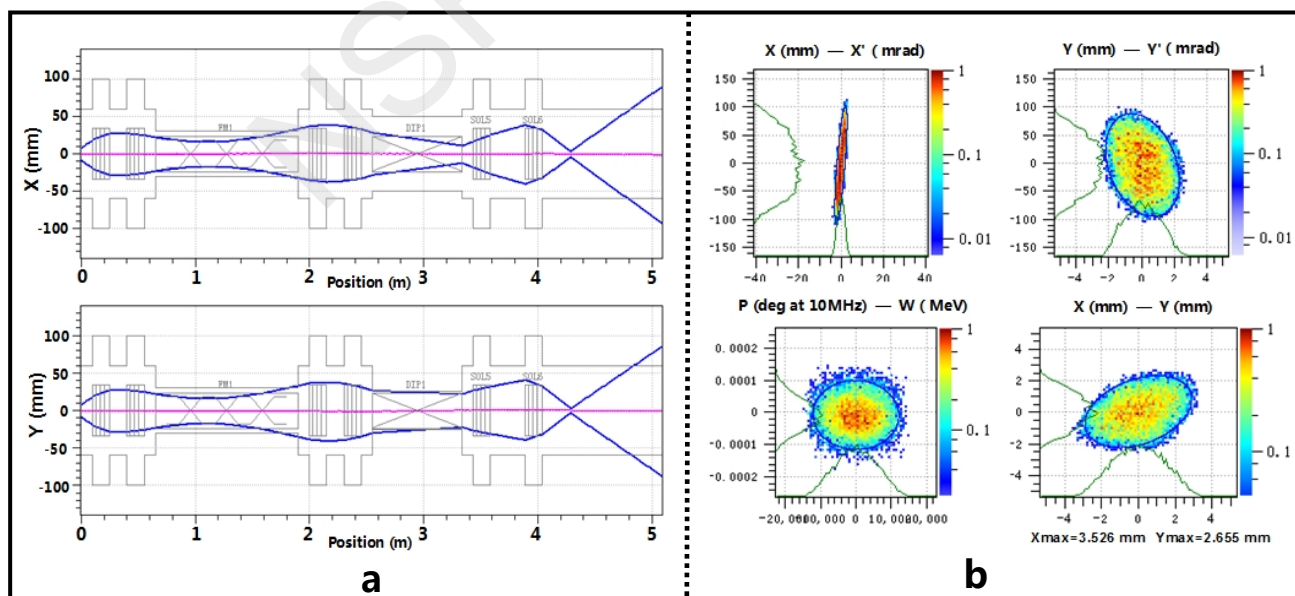 NSR
X (mm) — X' ( mrad)
Y (mm) — Y' ( mrad)
100
50
0
-50
-100
X (mm)
FM1
DIP1
SOL5
SOL6
0 1 2 3 4 5
Position (m)
100
50
0
50
-100
Y (mm)
FM1
DIP1
SOL5
SOL6
0 1 2 3 4 5
Position (m)
a
150
100
50
0
-50
-100
-150
-40 -20 0 20 40
1
0.1
0.01
150
100
50
0
-50
-100
-150
-4 -2 0 2 4
1
0.1
0.01
P (deg at 10MHz) — W ( MeV)
X (mm) — Y (mm)
0.0002
0.0001
0
-0.0001
-0.0002
1
0.1
4
2
0
-2
-4
-4 -2 0 2 4
1
0.1
Xmax=3.526 mm Ymax=2.655 mm
b